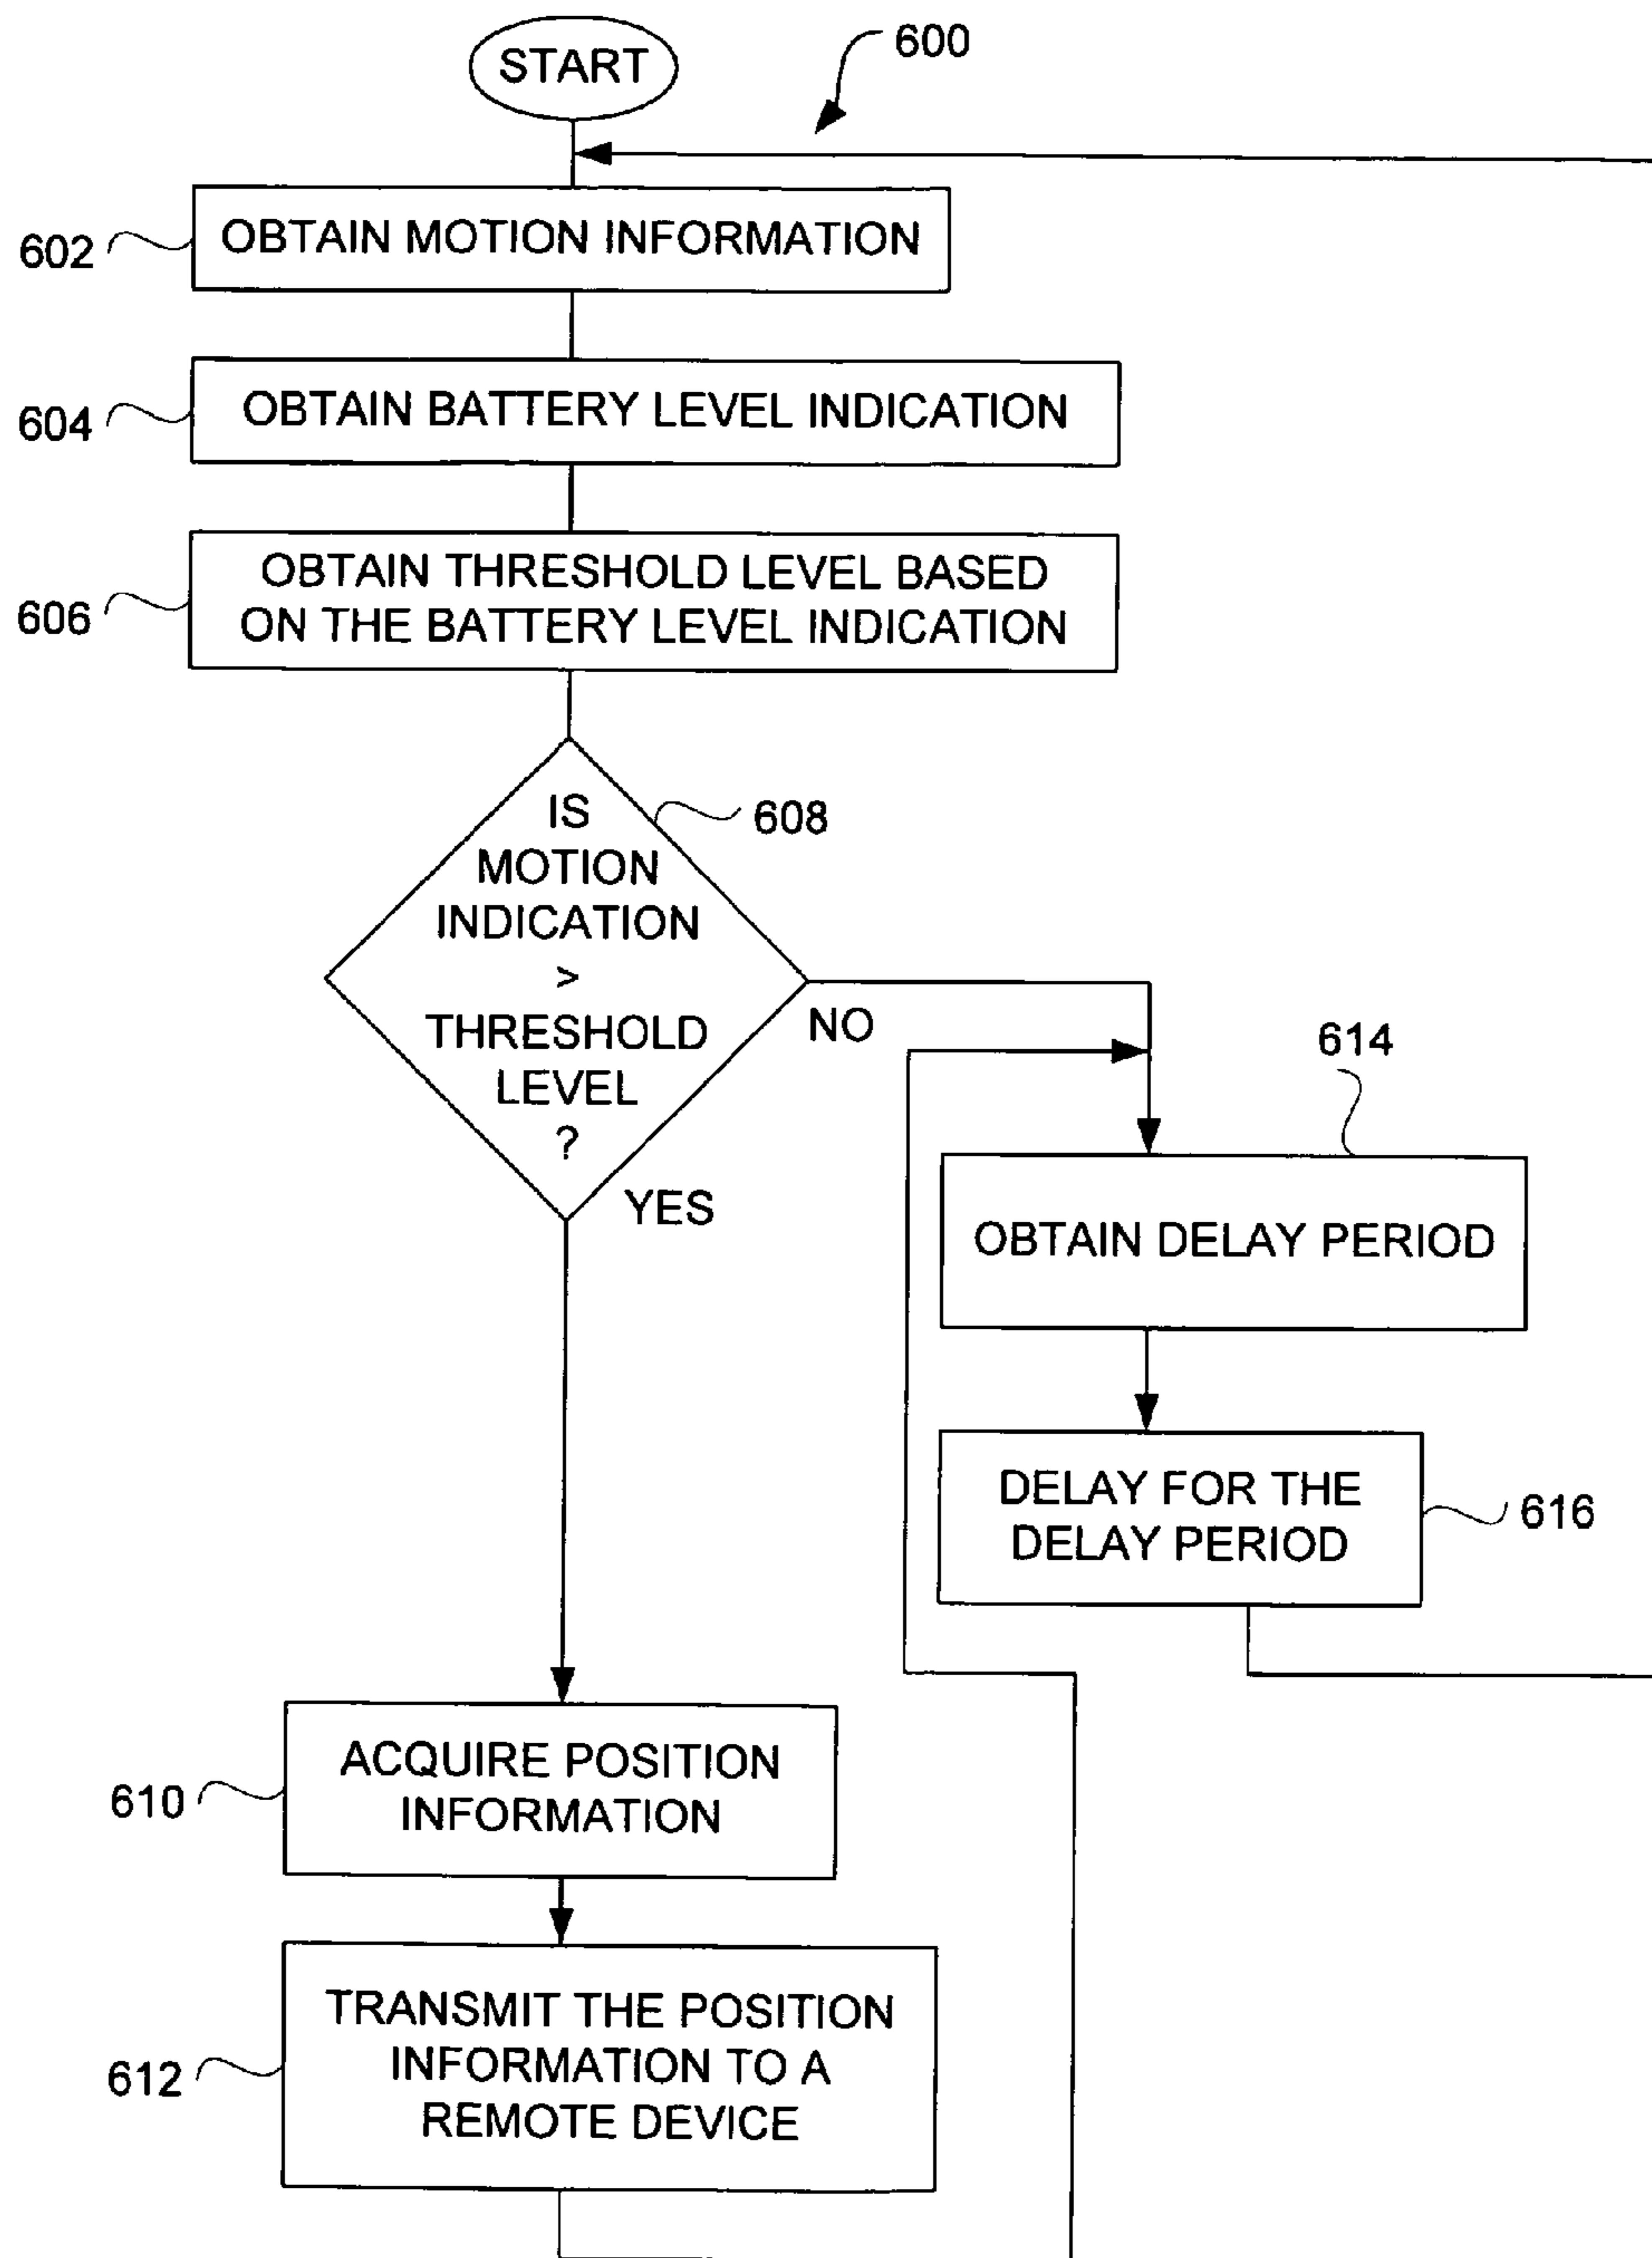 START
600
OBTAIN MOTION INFORMATION
602
OBTAIN BATTERY LEVEL INDICATION
604
OBTAIN THRESHOLD LEVEL BASED
ON THE BATTERY LEVEL INDICATION
606
IS
MOTION
INDICATION
>
THRESHOLD
LEVEL
?
608
NO
YES
614
OBTAIN DELAY PERIOD
DELAY FOR THE
DELAY PERIOD
616
ACQUIRE POSITION
INFORMATION
610
TRANSMIT THE POSITION
INFORMATION TO A
REMOTE DEVICE
612